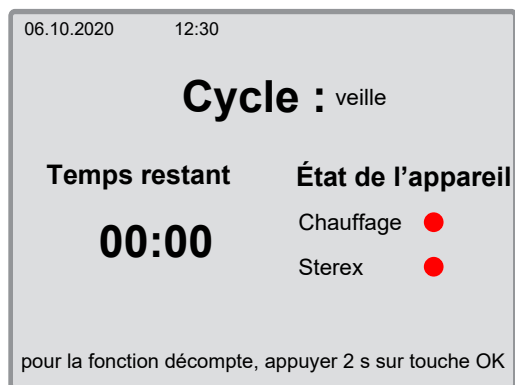 06.10.2020 12:30
Cycle : veille
Temps restant État de l’appareil
00:00 Chauffage
Sterex
pour la fonction décompte, appuyer 2 s sur touche OK